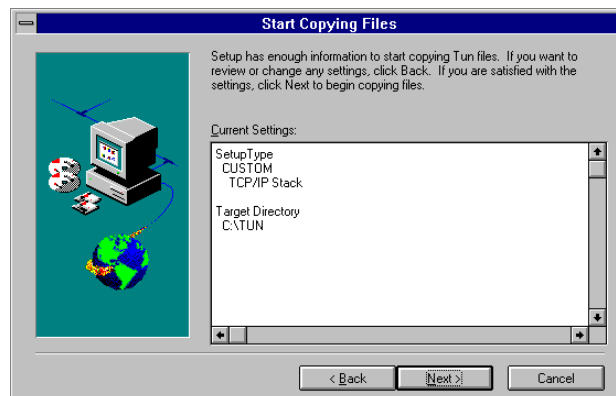 Start Copying Files
Setup has enough information to start copying Tun files. If you want to
review or change any settings, click Back. If you are satisfied with the
settings, click Next to begin copying files.
Current Settings:
SetupType
CUSTOM
TCP/IP Stack
Target Directory
C:\TUN
< Back
Next >
Cancel